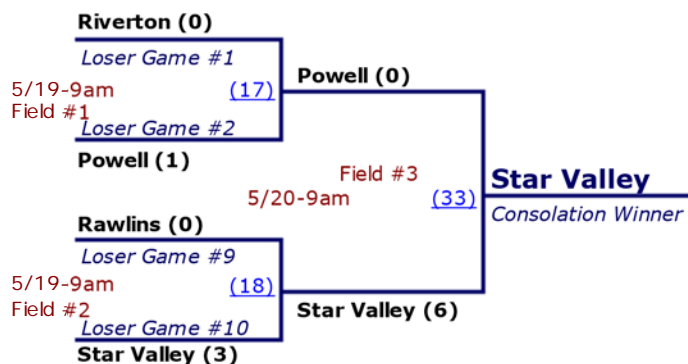 Riverton (0)
Loser Game #1
5/19-9am
Field #1
(17)
Powell (0)
Loser Game #2
Powell (1)
Field #3
5/20-9am
(33)
Star Valley
Consolation Winner
Rawlins (0)
Loser Game #9
5/19-9am
Field #2
(18)
Star Valley (6)
Loser Game #10
Star Valley (3)